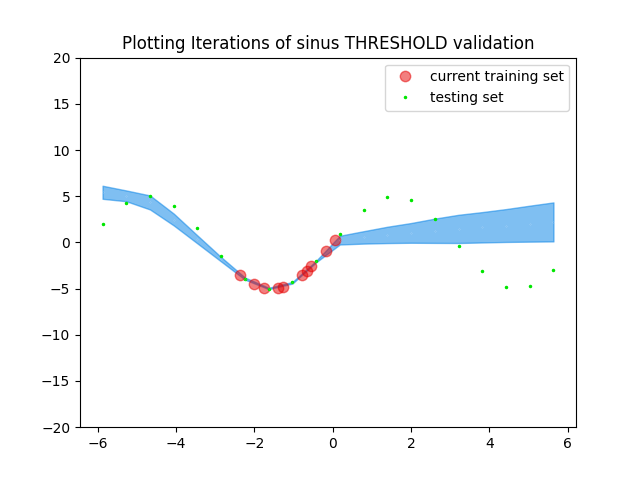 Plotting Iterations of sinus THRESHOLD validation
current training set
testing set
20
15
10
5
0
−5
−10
−15
−20
−6 −4 −2 0 2 4 6